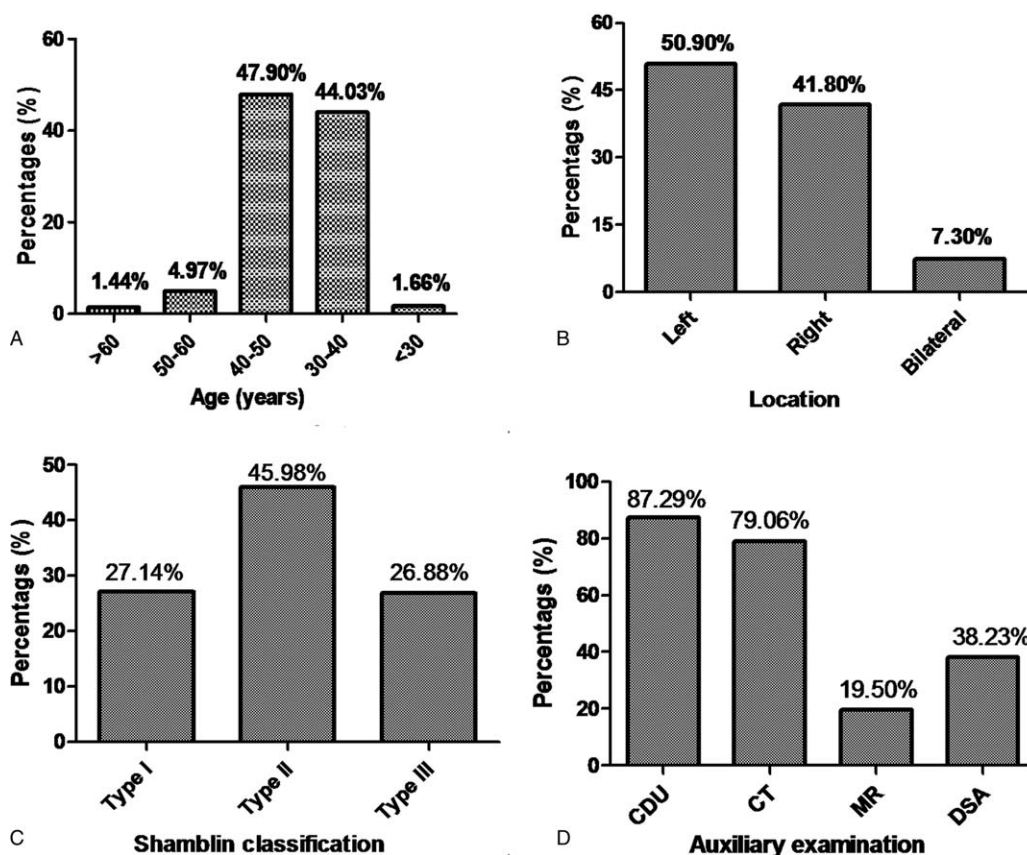 60
47.90%
44.03%
40
20
4.97%
1.44%
1.66%
0
>60
50-60
40-50
30-40
<30
Percentages (%)
Age (years)
A
60
50.90%
41.80%
45
30
15
7.30%
0
Left
Right
Bilateral
Percentags (%)
Location
B
50
45.98%
40
30
27.14%
26.88%
20
10
0
Type I
Type II
Type III
Percentags (%)
Shamblin classification
C
100
87.29%
79.06%
80
60
38.23%
40
19.50%
20
0
CDU
CT
MR
DSA
Percentags (%)
Auxiliary examination
D